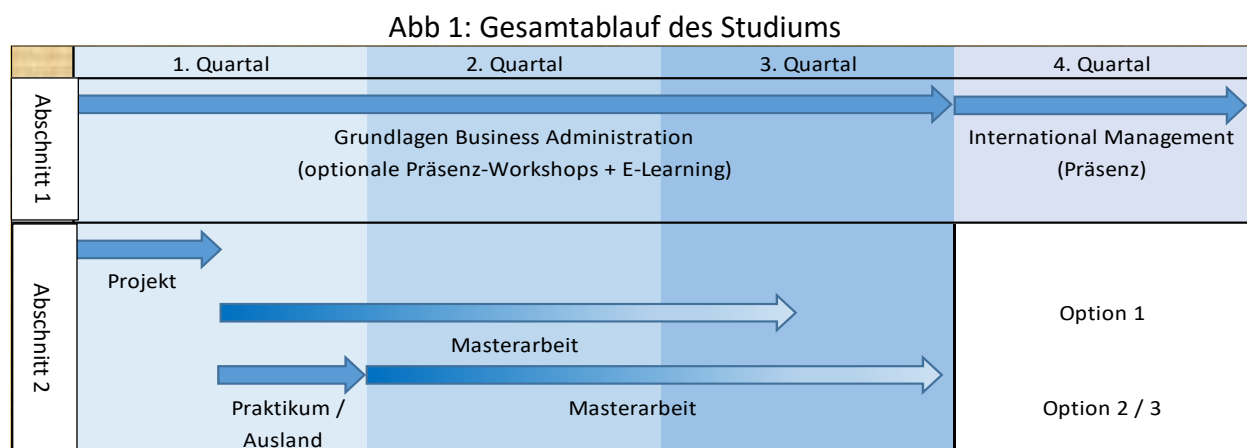 Abb 1: Gesamtablauf des Studiums
1. Quartal
2. Quartal
3. Quartal
4. Quartal
Abschnitt 1
Grundlagen Business Administration
(optionale Präsenz-Workshops + E-Learning)
International Management
(Präsenz)
Abschnitt 2
Projekt
Masterarbeit
Option 1
Praktikum /
Ausland
Masterarbeit
Option 2 / 3